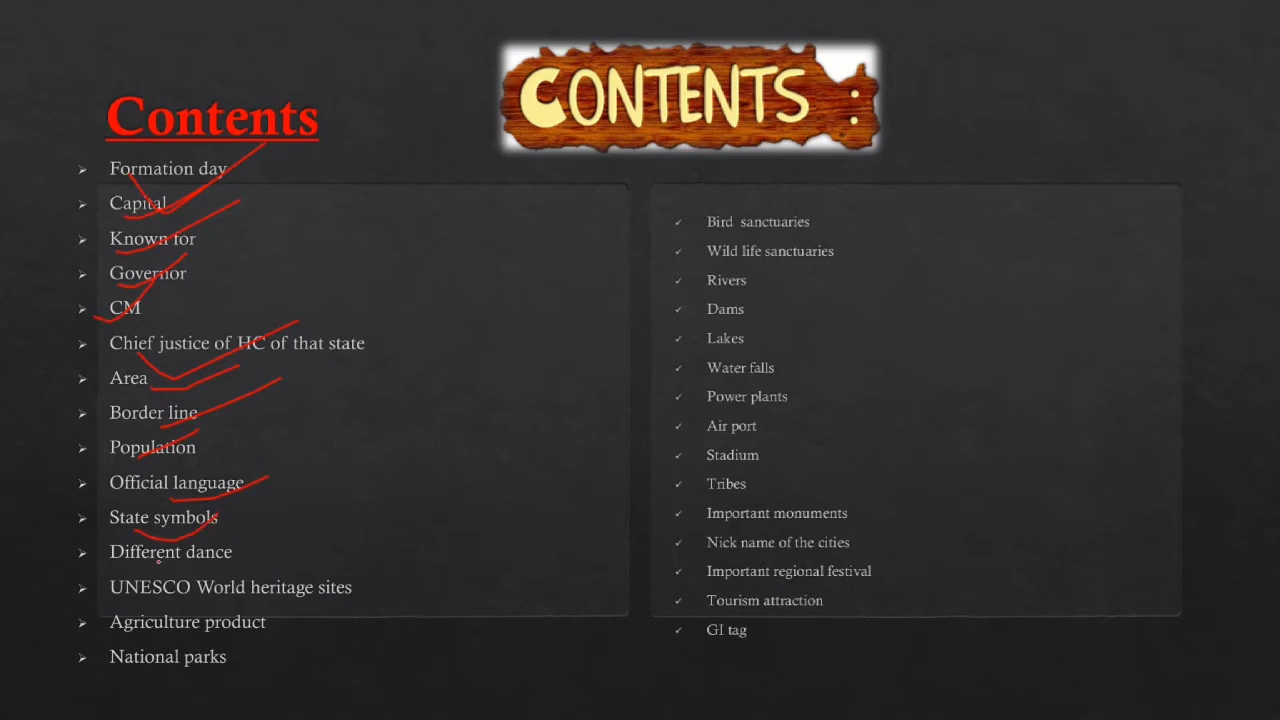 CONTENTS :
Contents
Formation day
Capital
Known for
Governor
CM
Chief justice of HC of that state
Area
Border line
Population
Official language
State symbols
Different dance
UNESCO World heritage sites
Agriculture product
National parks
Bird sanctuaries
Wild life sanctuaries
Rivers
Dams
Lakes
Water falls
Power plants
Air port
Stadium
Tribes
Important monuments
Nick name of the cities
Important regional festival
Tourism attraction
GI tag